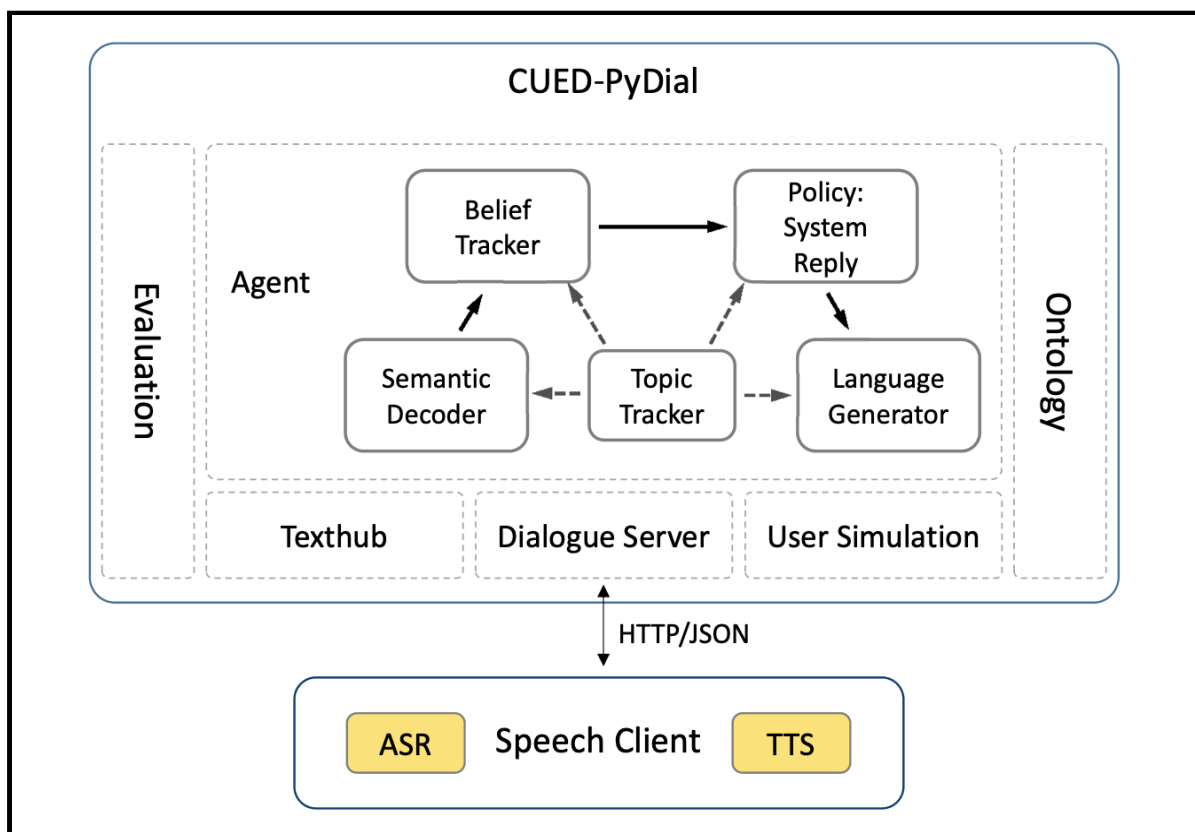 CUED-PyDial
Evaluation
Agent
Belief
Tracker
Policy:
System
Reply
Semantic
Decoder
Topic
Tracker
Language
Generator
Ontology
Texthub
Dialogue Server
User Simulation
HTTP/JSON
ASR
Speech Client
TTS